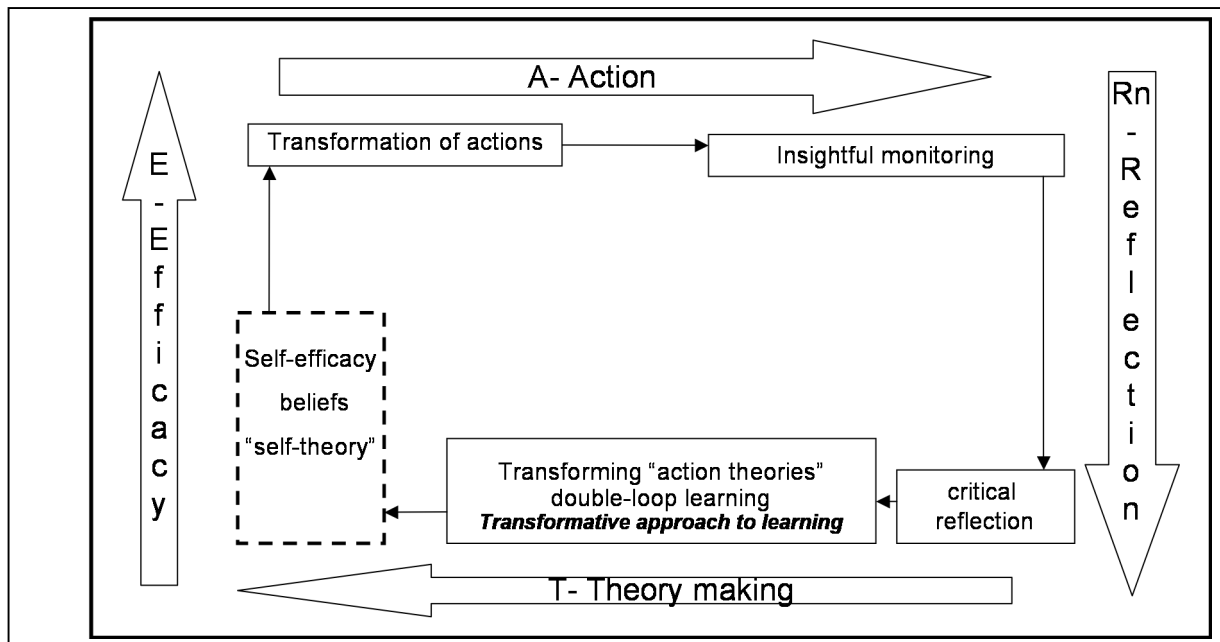 A- Action
Transformation of actions
Insightful monitoring
Rn
-
Reflection
E
-
Efficacy
Self-efficacy
beliefs
“self-theory”
Transforming “action theories”
double-loop learning
Transformative approach to learning
critical
reflection
T- Theory making